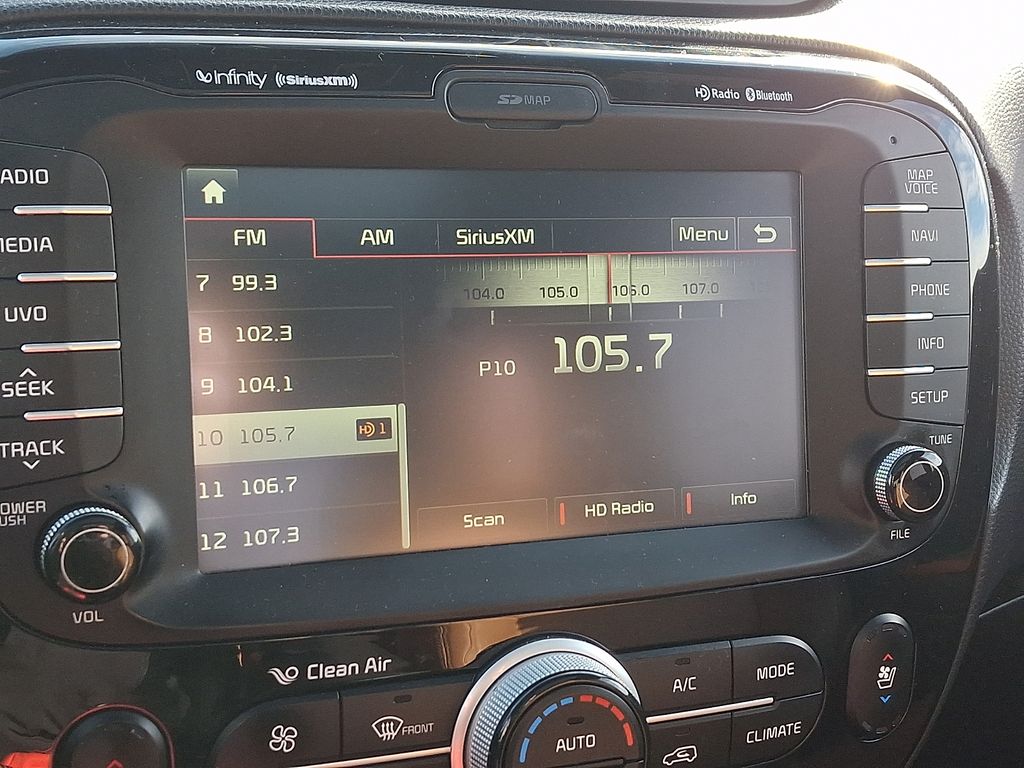 Infinity ((SiriusXM))
SD MAP
HD Radio Bluetooth
ADIO
MEDIA
UVO
SEEK
TRACK
OWER
USH
VOL
FM AM SiriusXM Menu
7 99.3
8 102.3
9 104.1
10 105.7 HD 1
11 106.7
12 107.3
104.0 105.0 106.0 107.0
P10 105.7
Scan HD Radio Info
MAP
VOICE
NAVI
PHONE
INFO
SETUP
TUNE
FILE
Clean Air
FRONT
AUTO
A/C
MODE
CLIMATE